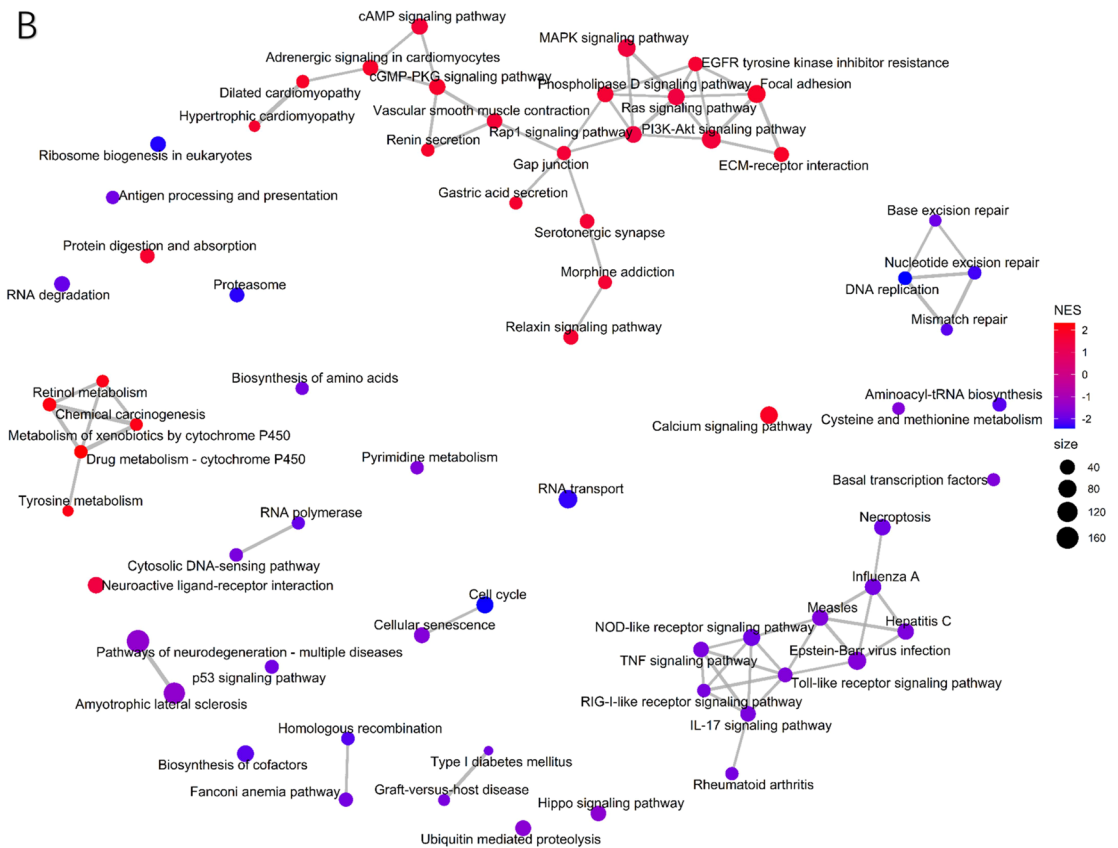 B
cAMP signaling pathway
MAPK signaling pathway
Adrenergic signaling in cardiomyocytes
EGFR tyrosine kinase inhibitor resistance
cGMP-PKG signaling pathway
Phospholipase D signaling pathway
Focal adhesion
Dilated cardiomyopathy
Vascular smooth muscle contraction
Ras signaling pathway
Hypertrophic cardiomyopathy
Rap1 signaling pathway
PI3K-Akt signaling pathway
Renin secretion
Ribosome biogenesis in eukaryotes
Gap junction
ECM-receptor interaction
Antigen processing and presentation
Gastric acid secretion
Base excision repair
Serotonergic synapse
Protein digestion and absorption
Nucleotide excision repair
Morphine addiction
Proteasome
DNA replication
RNA degradation
NES
2
1
0
-1
-2
Mismatch repair
Relaxin signaling pathway
Biosynthesis of amino acids
Retinol metabolism
Aminoacyl-tRNA biosynthesis
Chemical carcinogenesis
Cysteine and methionine metabolism
Calcium signaling pathway
Metabolism of xenobiotics by cytochrome P450
size
40
80
120
160
Drug metabolism - cytochrome P450
Pyrimidine metabolism
Basal transcription factors
RNA transport
Tyrosine metabolism
RNA polymerase
Necroptosis
Cytosolic DNA-sensing pathway
Influenza A
Neuroactive ligand-receptor interaction
Cell cycle
Measles
Hepatitis C
Cellular senescence
NOD-like receptor signaling pathway
Pathways of neurodegeneration - multiple diseases
Epstein-Barr virus infection
TNF signaling pathway
p53 signaling pathway
Toll-like receptor signaling pathway
Amyotrophic lateral sclerosis
RIG-I-like receptor signaling pathway
IL-17 signaling pathway
Homologous recombination
Type I diabetes mellitus
Biosynthesis of cofactors
Rheumatoid arthritis
Fanconi anemia pathway
Graft-versus-host disease
Hippo signaling pathway
Ubiquitin mediated proteolysis